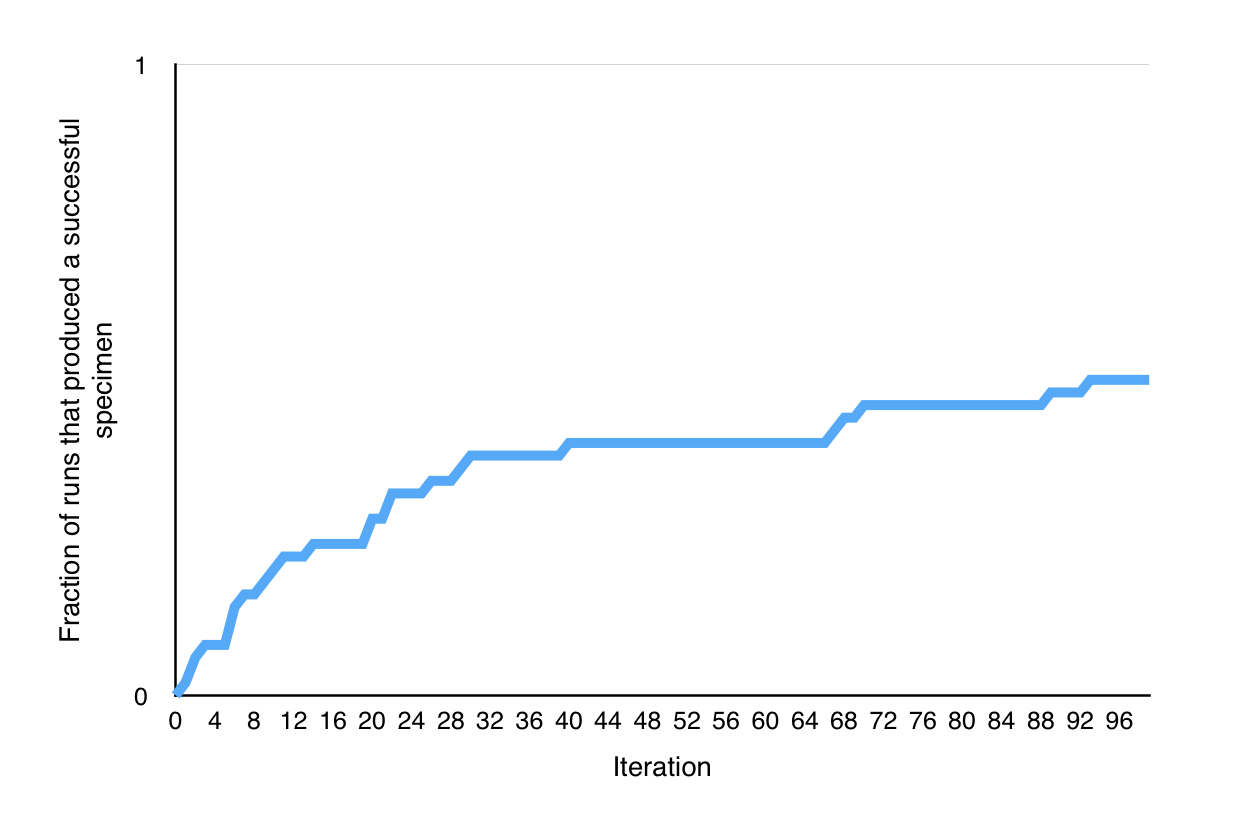 1
Fraction of runs that produced a successful
specimen
0
0 4 8 12 16 20 24 28 32 36 40 44 48 52 56 60 64 68 72 76 80 84 88 92 96
Iteration